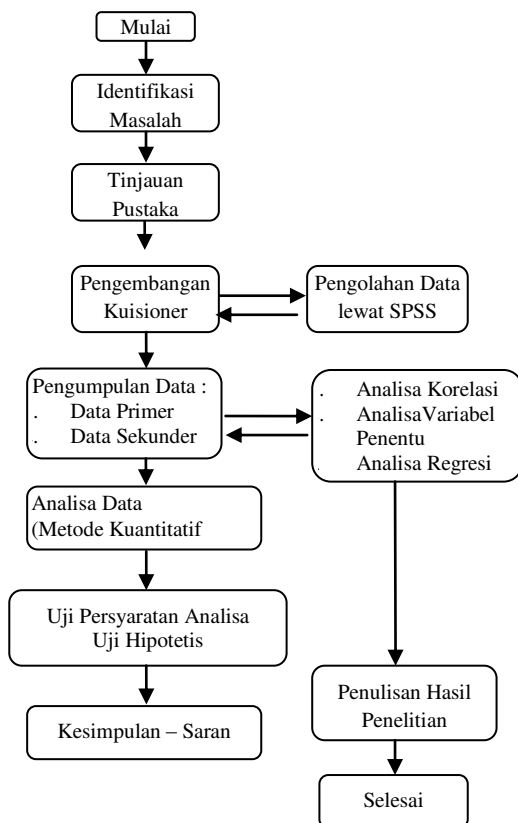 Mulai
Identifikasi
Masalah
Tinjauan
Pustaka
Pengembangan
Kuisioner
Pengolahan Data
lewat SPSS
Pengumpulan Data :
. Data Primer
. Data Sekunder
. Analisa Korelasi
. AnalisaVariabel
Penentu
. Analisa Regresi
Analisa Data
(Metode Kuantitatif
Uji Persyaratan Analisa
Uji Hipotetis
Kesimpulan – Saran
Penulisan Hasil
Penelitian
Selesai